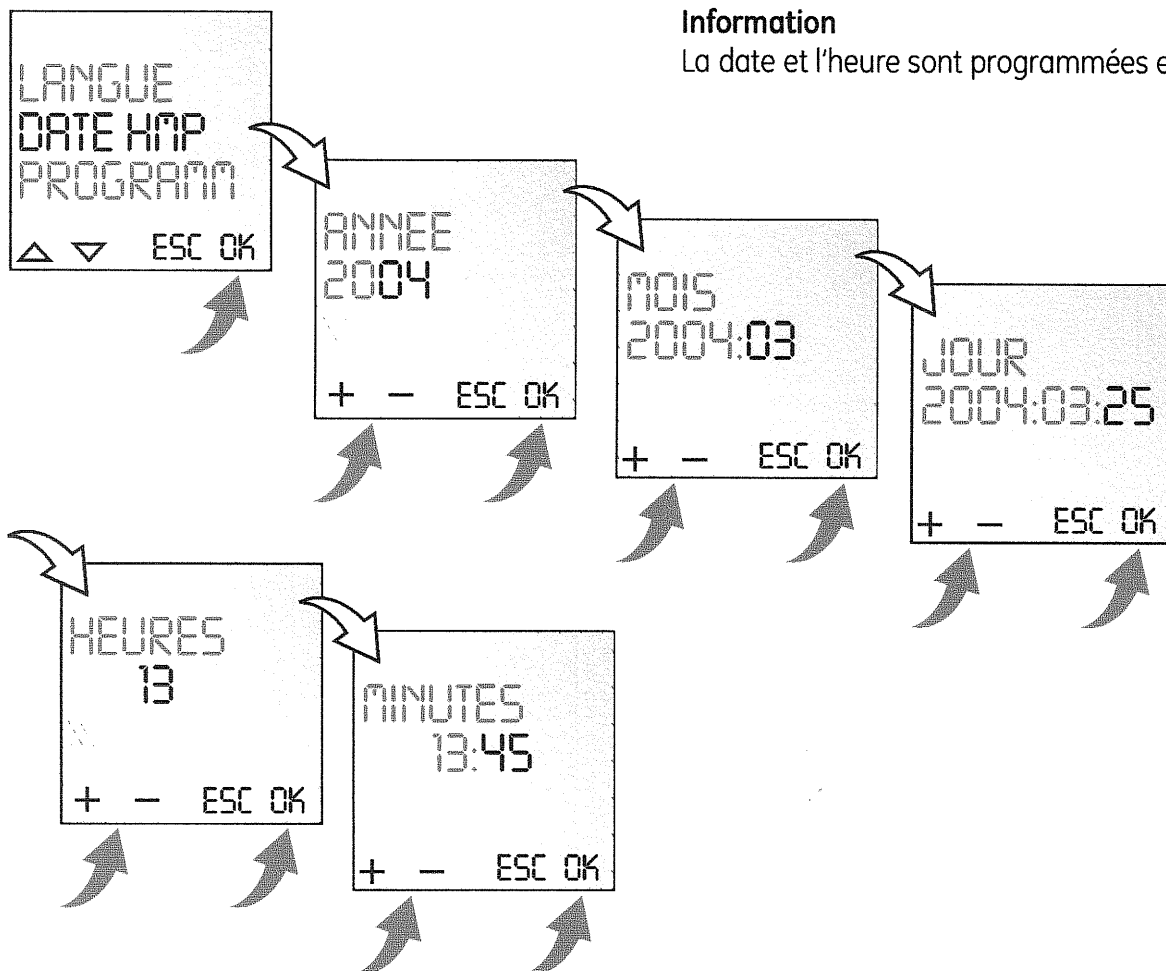 Information
La date et l'heure sont programmées e
LANGUE
DATE HMP
PROGRAMM
ESC OK
ANNEE
2004
+ - ESC OK
MOIS
2004:03
+ - ESC OK
JOUR
2004:03:25
+ - ESC OK
HEURES
13
+ - ESC OK
MINUTES
13:45
+ - ESC OK